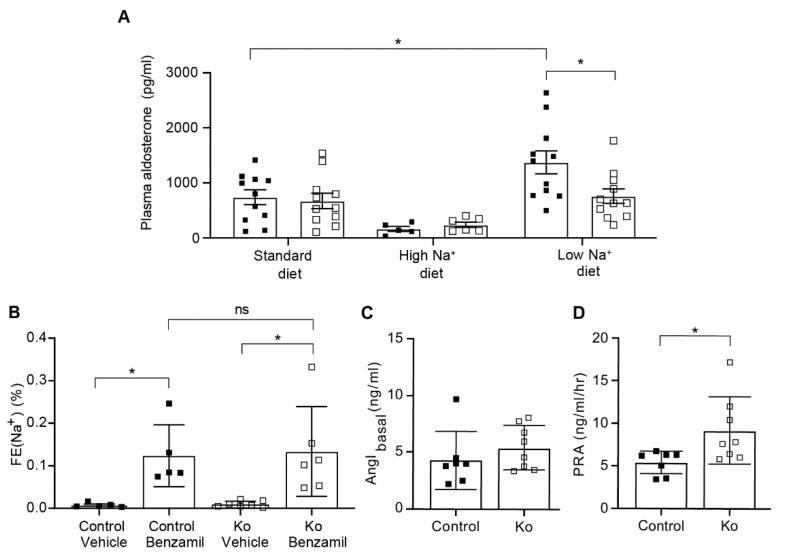 A
*
*
Plasma aldosterone (pg/ml)
3000
2000
1000
0
Standard diet
High Na⁺ diet
Low Na⁺ diet
B
ns
*
*
FE(Na⁺) (%)
0.4
0.3
0.2
0.1
0.0
Control Vehicle
Control Benzamil
Ko Vehicle
Ko Benzamil
C
AngI basal (ng/ml)
15
10
5
0
Control
Ko
D
*
PRA (ng/ml/hr)
20
15
10
5
0
Control
Ko